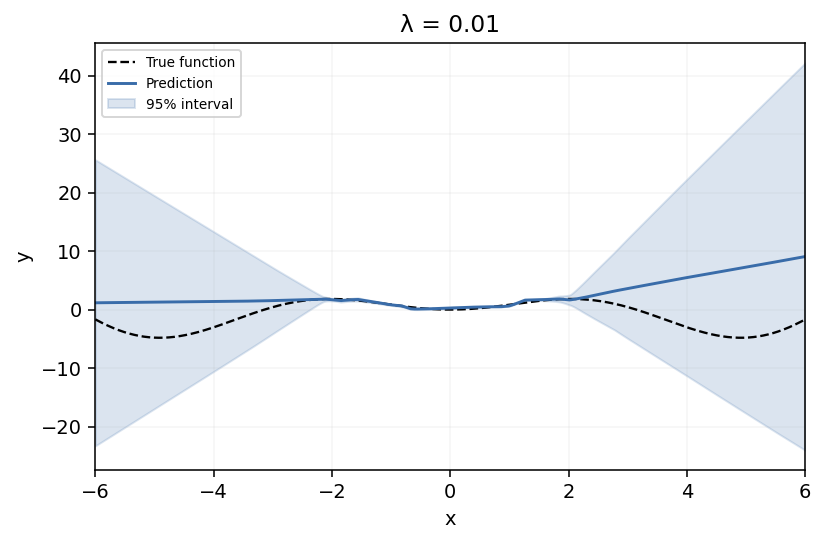 λ = 0.01
True function
Prediction
95% interval
y
40
30
20
10
0
−10
−20
−6
−4
−2
0
2
4
6
x